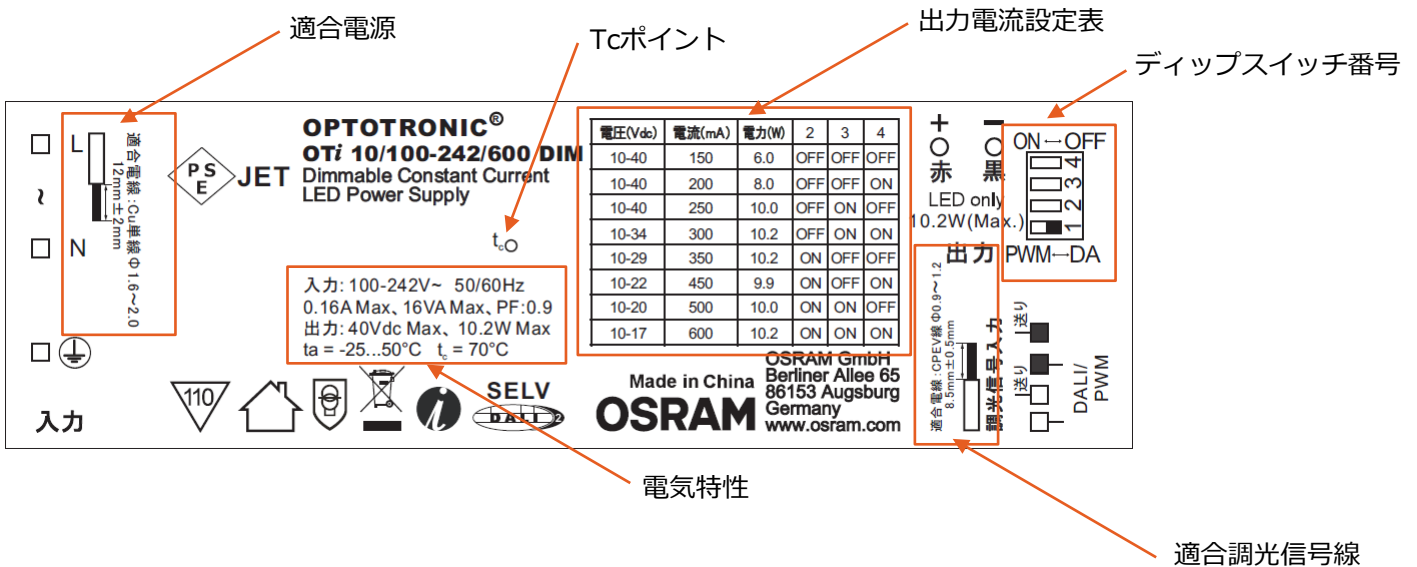 適合電源
Tcポイント
出力電流設定表
ディップスイッチ番号
L
N
~
入力
適合電線:Cu単線Φ1.6~2.0
12mm±2mm
PS
E
JET
OPTOTRONIC®
OTi 10/100-242/600 DIM
Dimmable Constant Current
LED Power Supply
tc
入力: 100-242V~ 50/60Hz
0.16A Max、16VA Max、PF:0.9
出力: 40Vdc Max、10.2W Max
ta = -25...50°C tc = 70°C
電圧(Vdc) 電流(mA) 電力(W) 2 3 4
10-40 150 6.0 OFF OFF OFF
10-40 200 8.0 OFF OFF ON
10-40 250 10.0 OFF ON OFF
10-34 300 10.2 OFF ON ON
10-29 350 10.2 ON OFF OFF
10-22 450 9.9 ON OFF ON
10-20 500 10.0 ON ON OFF
10-17 600 10.2 ON ON ON
+ −
赤 黒
LED only
10.2W(Max.)
出力
ON↔OFF
1 2 3 4
PWM↔DA
適合電線:CPEV線Φ0.9~1.2
8.5mm±0.5mm
調光信号入力
送り
送り
DALI/
PWM
110
i
SELV
DALI 2
Made in China
OSRAM
OSRAM GmbH
Berliner Allee 65
86153 Augsburg
Germany
www.osram.com
電気特性
適合調光信号線